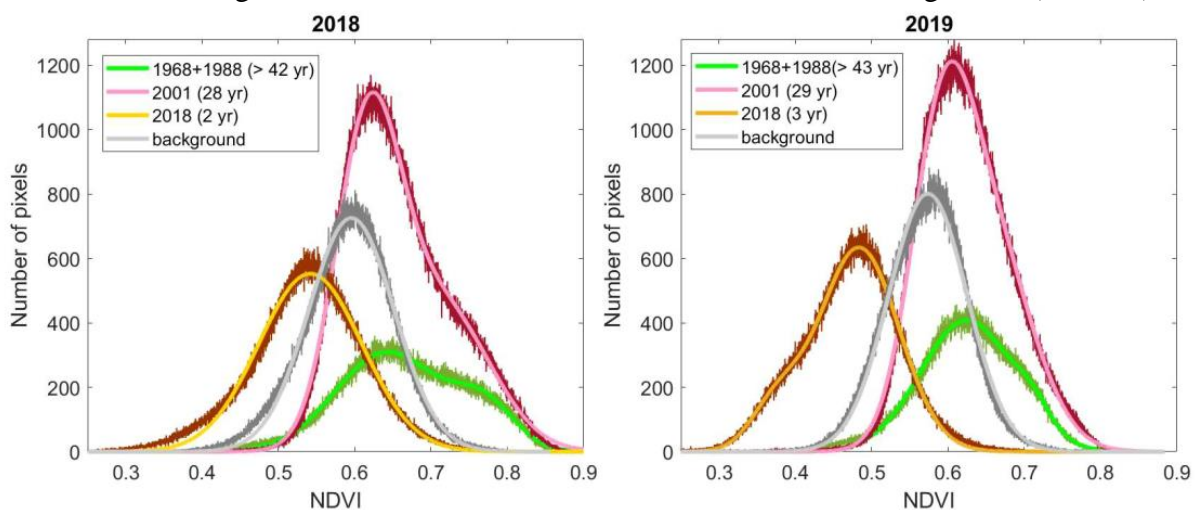 2018
1968+1988 (> 42 yr)
2001 (28 yr)
2018 (2 yr)
background
Number of pixels
1200
1000
800
600
400
200
0
0.3 0.4 0.5 0.6 0.7 0.8 0.9
NDVI
2019
1968+1988(> 43 yr)
2001 (29 yr)
2018 (3 yr)
background
Number of pixels
1200
1000
800
600
400
200
0
0.3 0.4 0.5 0.6 0.7 0.8 0.9
NDVI